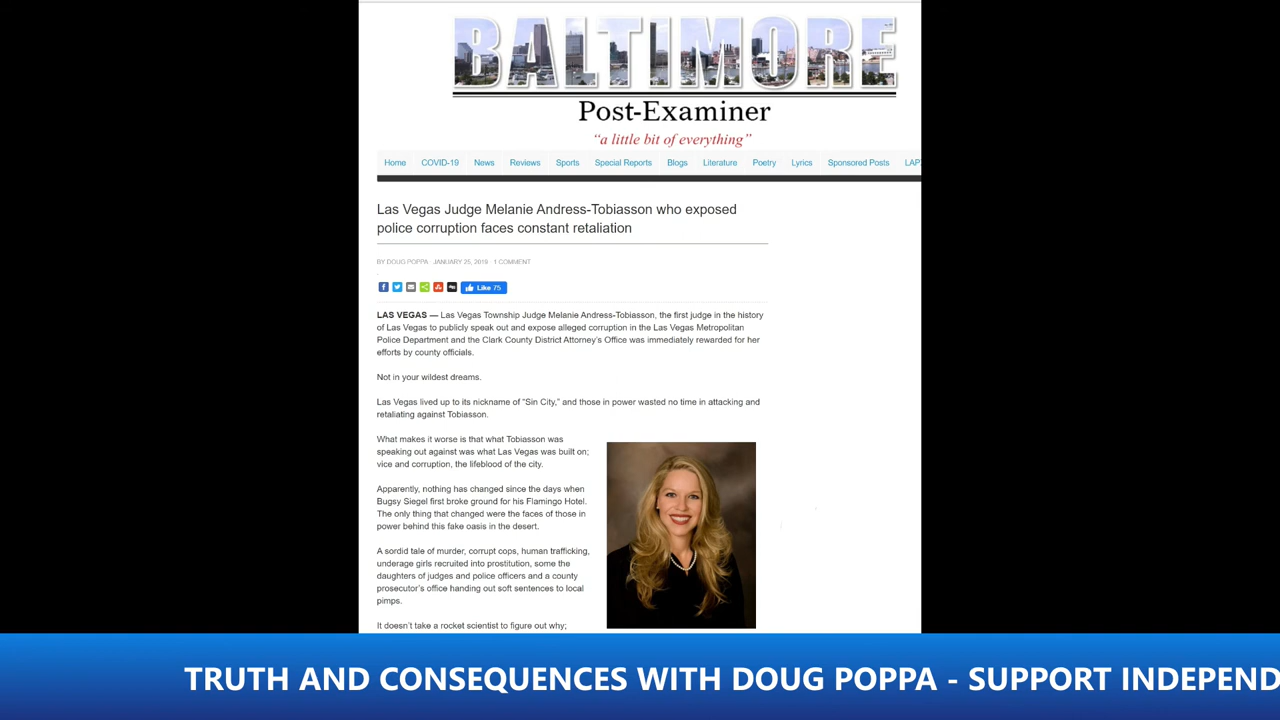 BALTIMORE
Post-Examiner
“a little bit of everything”
Home COVID-19 News Reviews Sports Special Reports Blogs Literature Poetry Lyrics Sponsored Posts LAP
Las Vegas Judge Melanie Andress-Tobiasson who exposed
police corruption faces constant retaliation
BY DOUG POPPA · JANUARY 25, 2019 · 1 COMMENT
Like 75
LAS VEGAS — Las Vegas Township Judge Melanie Andress-Tobiasson, the first judge in the history
of Las Vegas to publicly speak out and expose alleged corruption in the Las Vegas Metropolitan
Police Department and the Clark County District Attorney’s Office was immediately rewarded for her
efforts by county officials.
Not in your wildest dreams.
Las Vegas lived up to its nickname of “Sin City,” and those in power wasted no time in attacking and
retaliating against Tobiasson.
What makes it worse is that what Tobiasson was
speaking out against was what Las Vegas was built on;
vice and corruption, the lifeblood of the city.
Apparently, nothing has changed since the days when
Bugsy Siegel first broke ground for his Flamingo Hotel.
The only thing that changed were the faces of those in
power behind this fake oasis in the desert.
A sordid tale of murder, corrupt cops, human trafficking,
underage girls recruited into prostitution, some the
daughters of judges and police officers and a county
prosecutor’s office handing out soft sentences to local
pimps.
It doesn’t take a rocket scientist to figure out why;
TRUTH AND CONSEQUENCES WITH DOUG POPPA - SUPPORT INDEPEND